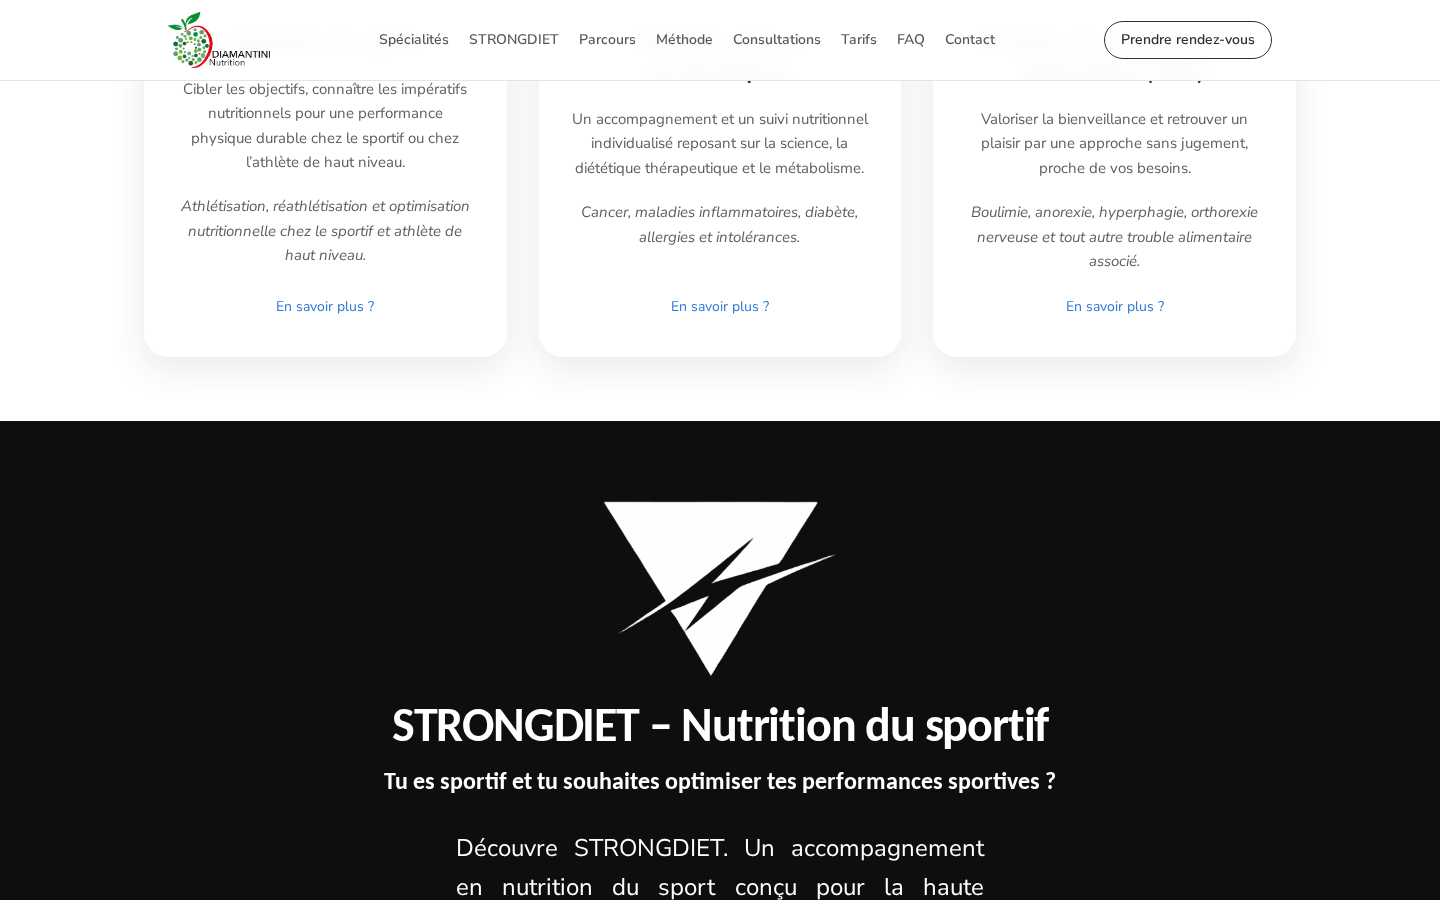 DIAMANTINI
Nutrition
Spécialités STRONGDIET Parcours Méthode Consultations Tarifs FAQ Contact
Prendre rendez-vous
Cibler les objectifs, connaître les impératifs
nutritionnels pour une performance
physique durable chez le sportif ou chez
l’athlète de haut niveau.
Athlétisation, réathlétisation et optimisation
nutritionnelle chez le sportif et athlète de
haut niveau.
En savoir plus ?
Un accompagnement et un suivi nutritionnel
individualisé reposant sur la science, la
diététique thérapeutique et le métabolisme.
Cancer, maladies inflammatoires, diabète,
allergies et intolérances.
En savoir plus ?
Valoriser la bienveillance et retrouver un
plaisir par une approche sans jugement,
proche de vos besoins.
Boulimie, anorexie, hyperphagie, orthorexie
nerveuse et tout autre trouble alimentaire
associé.
En savoir plus ?
STRONGDIET – Nutrition du sportif
Tu es sportif et tu souhaites optimiser tes performances sportives ?
Découvre STRONGDIET. Un accompagnement
en nutrition du sport conçu pour la haute